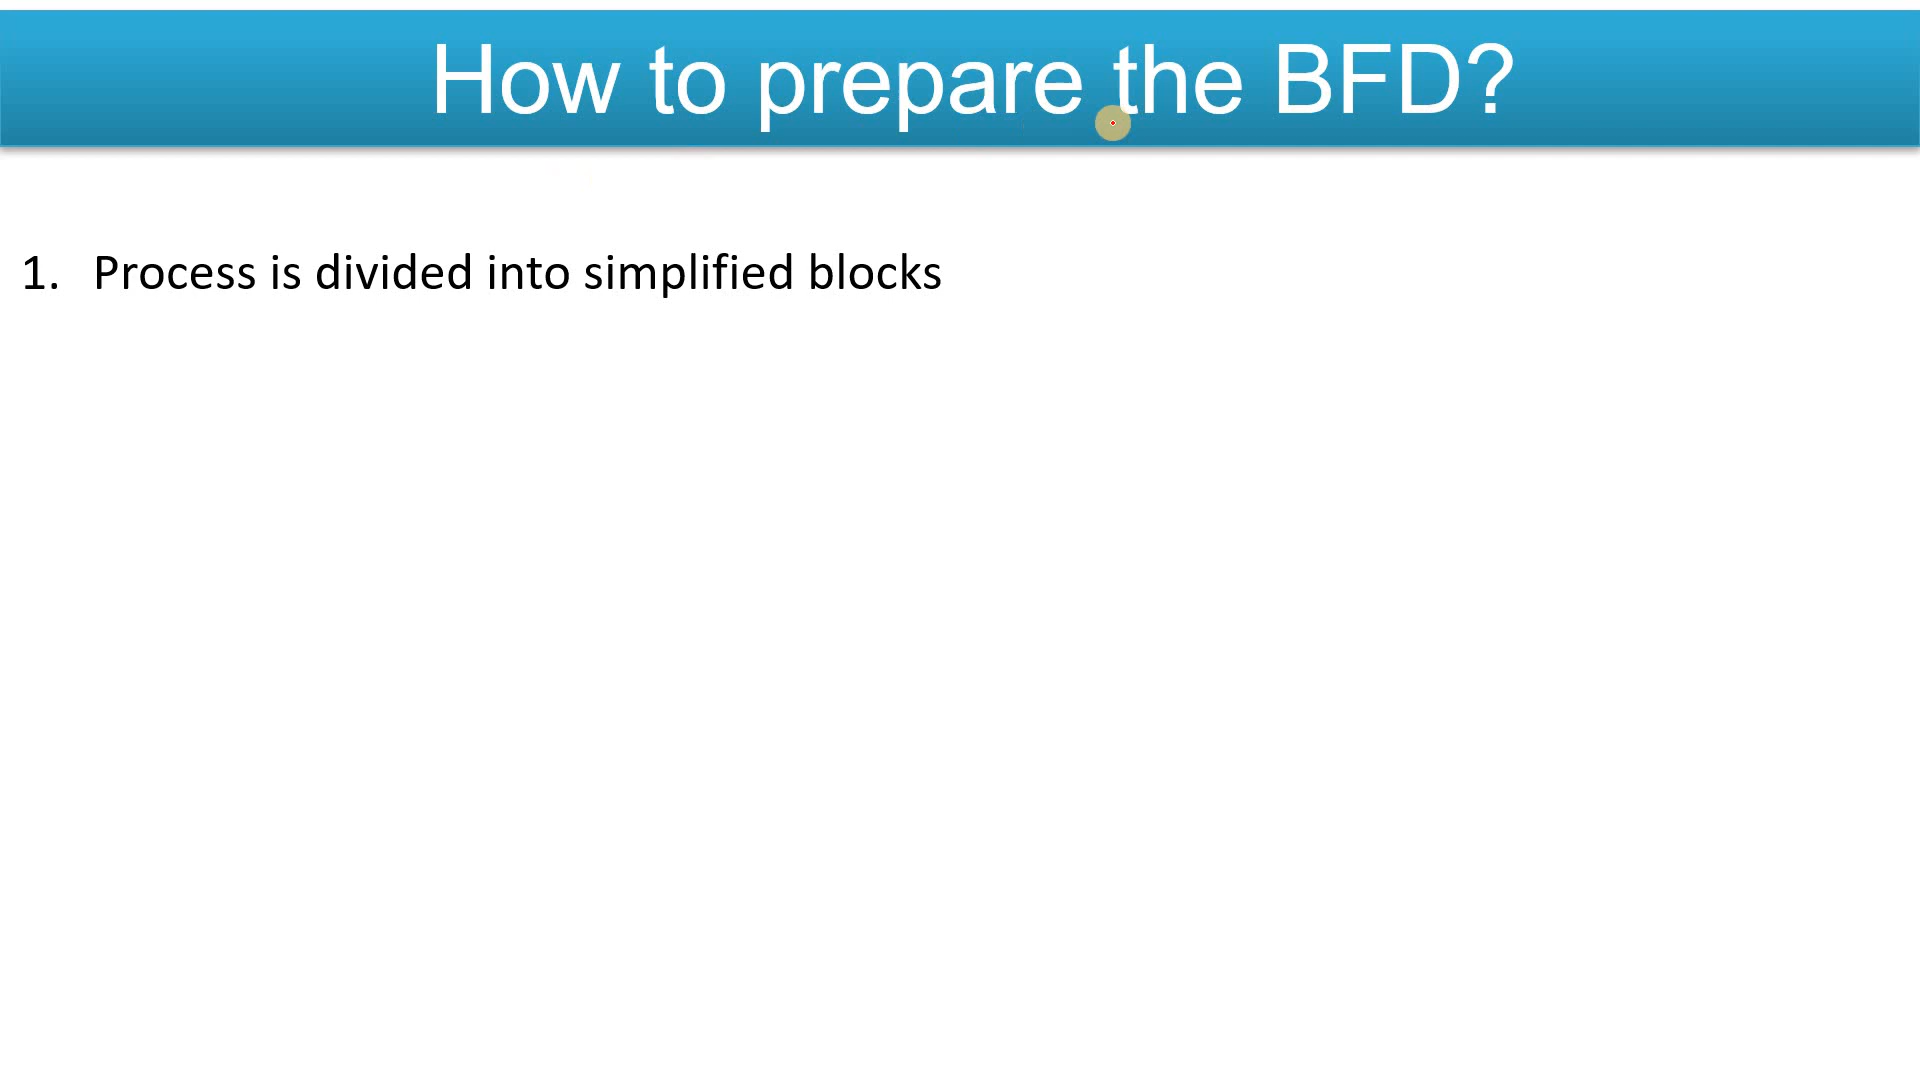 How to prepare the BFD?
1. Process is divided into simplified blocks